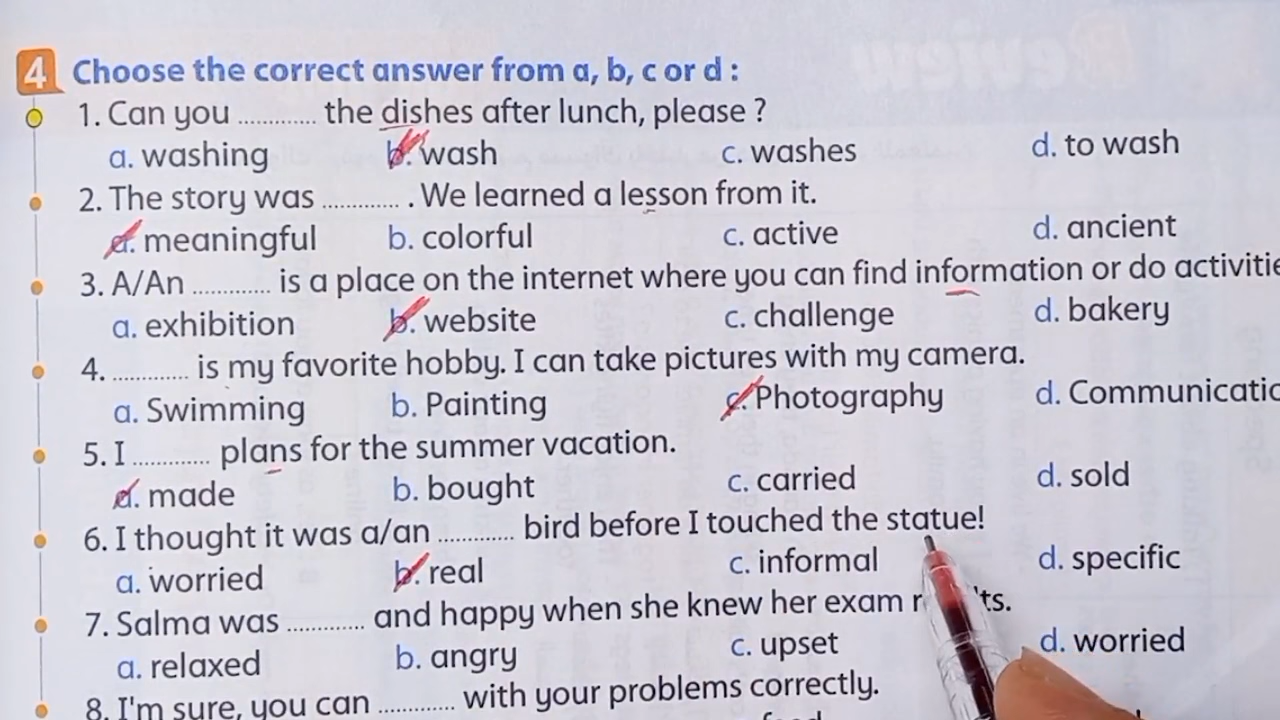 4 Choose the correct answer from a, b, c or d :
1. Can you ............ the dishes after lunch, please ?
a. washing b. wash c. washes d. to wash
2. The story was ............ . We learned a lesson from it.
a. meaningful b. colorful c. active d. ancient
3. A/An ............ is a place on the internet where you can find information or do activitie
a. exhibition b. website c. challenge d. bakery
4. ............ is my favorite hobby. I can take pictures with my camera.
a. Swimming b. Painting c. Photography d. Communicatio
5. I ............ plans for the summer vacation.
a. made b. bought c. carried d. sold
6. I thought it was a/an ............ bird before I touched the statue!
a. worried b. real c. informal d. specific
7. Salma was ............ and happy when she knew her exam
a. relaxed b. angry c. upset d. worried
8. I'm sure, you can ............ with your problems correctly.